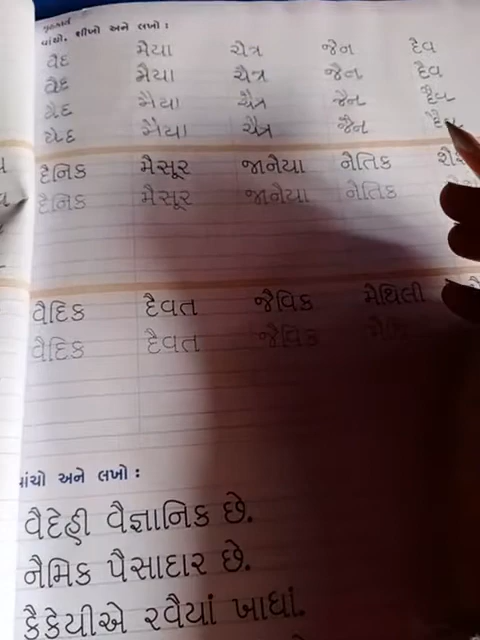 વાંચો, શીખો અને લખો :
વૈદ મૈયા ચૈત્ર જૈન દૈવ
વૈદ મૈયા ચૈત્ર જૈન દૈવ
વૈદ મૈયા ચૈત્ર જૈન દૈવ
વૈદ મૈયા ચૈત્ર જૈન
દૈનિક મૈસૂર જાનૈયા નૈતિક
દૈનિક મૈસૂર જાનૈયા નૈતિક
વૈદિક દૈવત જૈવિક મૈથિલી
વૈદિક દૈવત જૈવિક
વાંચો અને લખો :
વૈદેહી વૈજ્ઞાનિક છે.
નૈમિક પૈસાદાર છે.
કૈકેયીએ રવૈયાં ખાધાં.